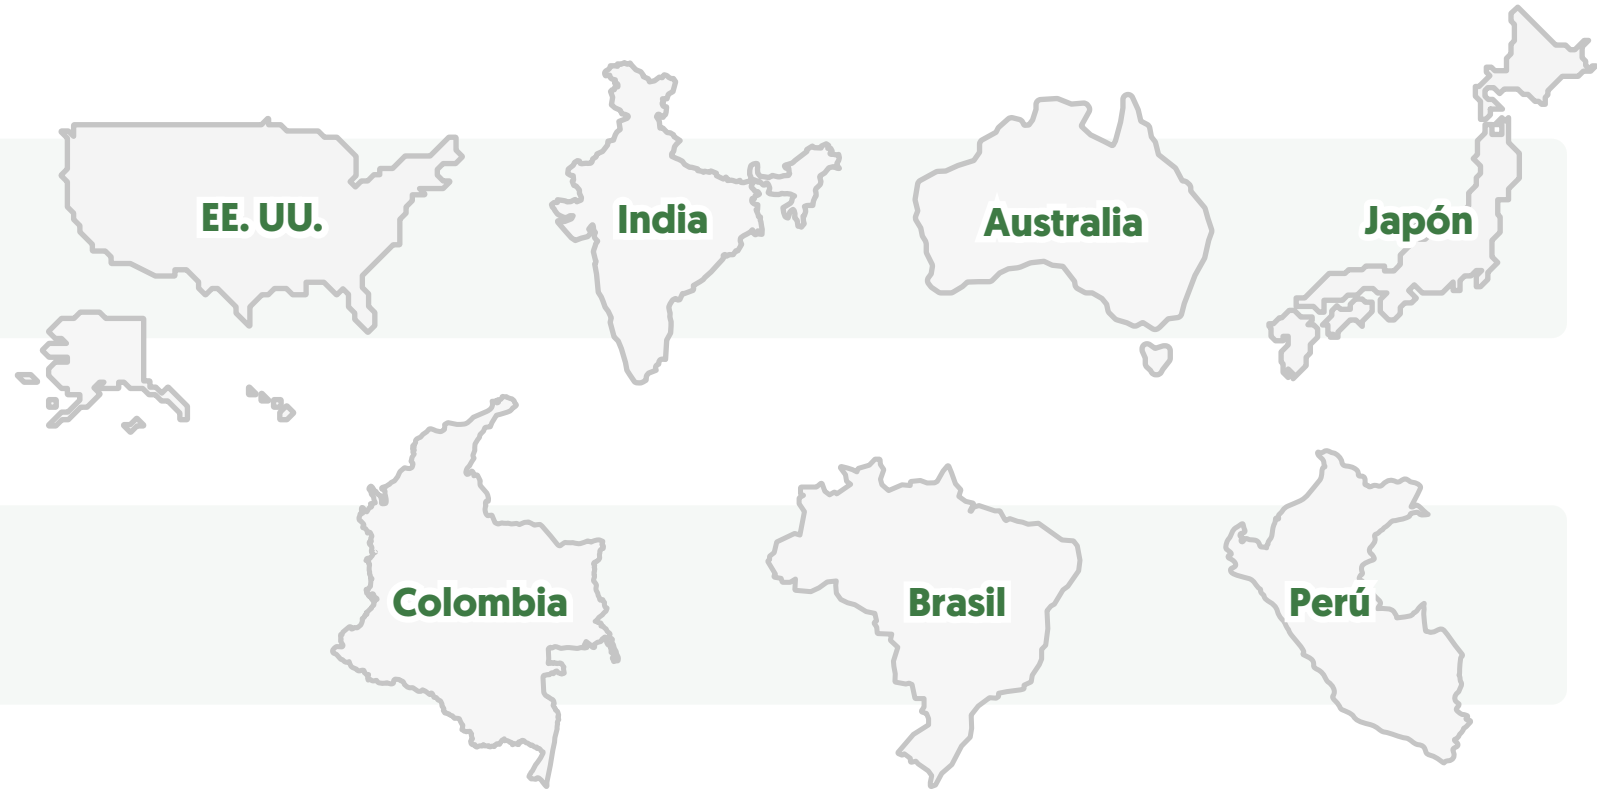 EE. UU.
India
Australia
Japón
Colombia
Brasil
Perú